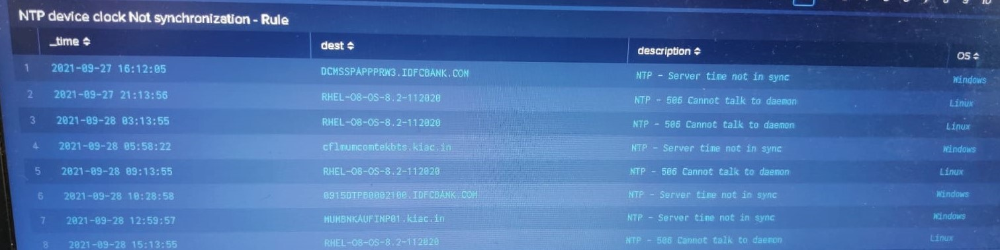 8 9 10
NTP device clock Not synchronization - Rule
_time dest description OS
1 2021-09-27 16:12:05 DCMSSPAPPPRW3.IDFCBANK.COM NTP - Server time not in sync Windows
2 2021-09-27 21:13:56 RHEL-O8-OS-8.2-112020 NTP - 506 Cannot talk to daemon Linux
3 2021-09-28 03:13:55 RHEL-O8-OS-8.2-112020 NTP - 506 Cannot talk to daemon Linux
4 2021-09-28 05:58:22 cflmumcomtekbts.kiac.in NTP - Server time not in sync Windows
5 2021-09-28 09:13:55 RHEL-O8-OS-8.2-112020 NTP - 506 Cannot talk to daemon Linux
6 2021-09-28 10:28:58 0915DTPB0002100.IDFCBANK.COM NTP - Server time not in sync Windows
7 2021-09-28 12:59:57 MUMBNKAUFINP01.kiac.in NTP - Server time not in sync Windows
8 2021-09-28 15:13:55 RHEL-O8-OS-8.2-112020 NTP - 506 Cannot talk to daemon Linux